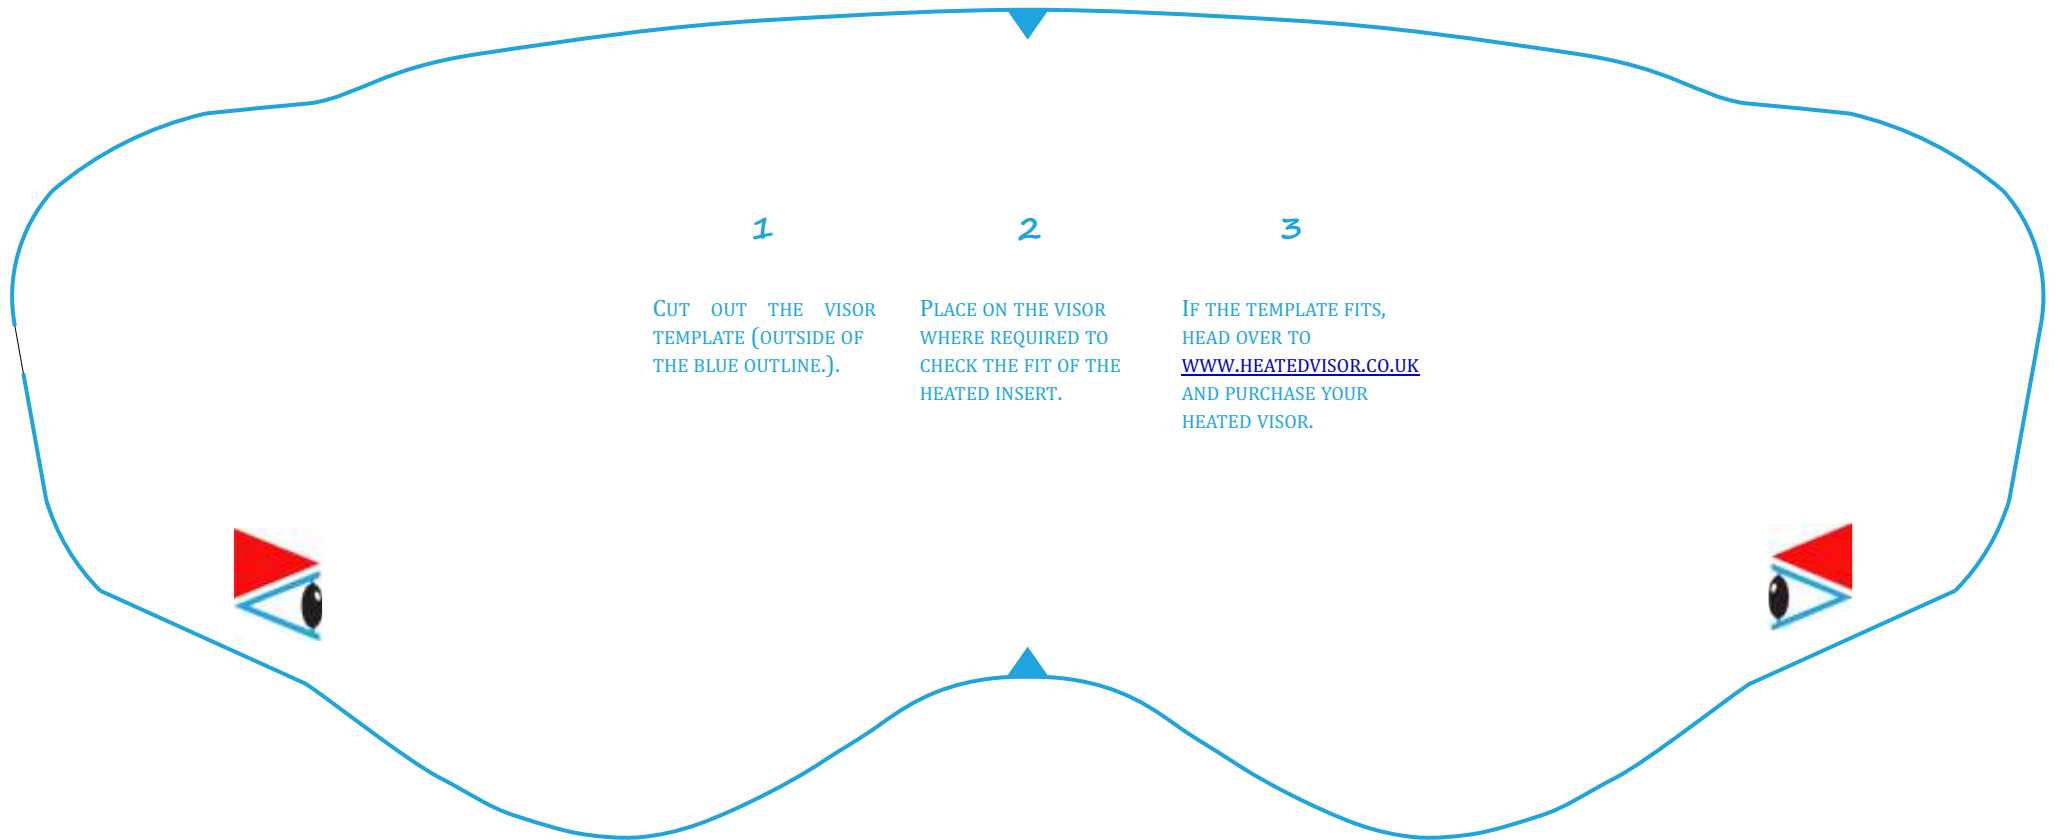 1
CUT OUT THE VISOR
TEMPLATE (OUTSIDE OF
THE BLUE OUTLINE.).
2
PLACE ON THE VISOR
WHERE REQUIRED TO
CHECK THE FIT OF THE
HEATED INSERT.
3
IF THE TEMPLATE FITS,
HEAD OVER TO
WWW.HEATEDVISOR.CO.UK
AND PURCHASE YOUR
HEATED VISOR.